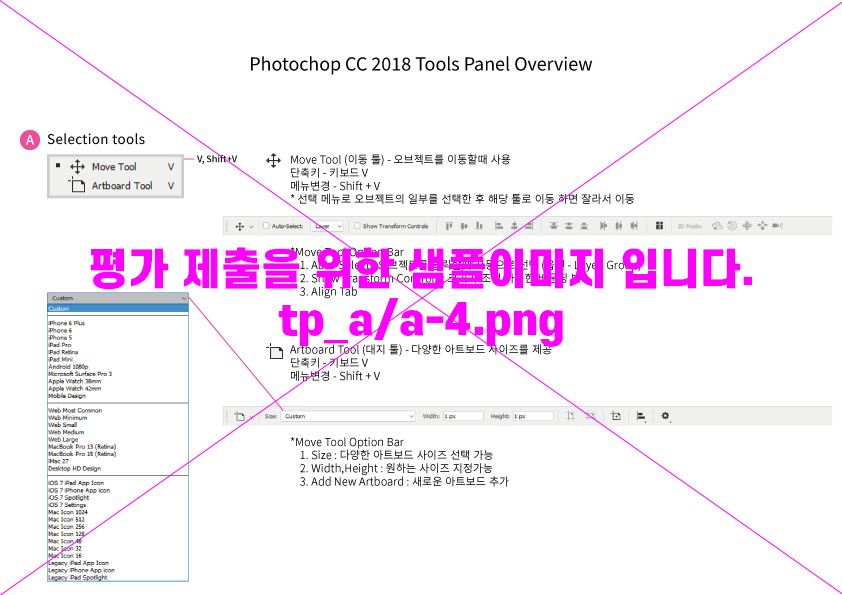 Photochop CC 2018 Tools Panel Overview
A Selection tools
Move Tool V
Artboard Tool V
V, Shift+V
Move Tool (이동 툴) - 오브젝트를 이동할때 사용
단축키 - 키보드 V
메뉴변경 - Shift + V
* 선택 메뉴로 오브젝트의 일부를 선택한 후 해당 툴로 이동 하면 잘라서 이동
Auto-Select: Layer Show Transform Controls 3D Mode:
*Move Tool Option Bar
1. Auto Select
2. Show Transform Control
3. Align Tab
평가 제출을 위한 샘플이미지 입니다.
tp_a/a-4.png
Artboard Tool (대지 툴) - 다양한 아트보드 사이즈를 제공
단축키 - 키보드 V
메뉴변경 - Shift + V
Size: Custom Width: 1 px Height: 1 px
*Move Tool Option Bar
1. Size : 다양한 아트보드 사이즈 선택 가능
2. Width,Height : 원하는 사이즈 지정가능
3. Add New Artboard : 새로운 아트보드 추가
Custom
Custom
iPhone 6 Plus
iPhone 6
iPhone 5
iPad Pro
iPad Retina
iPad Mini
Android 1080p
Microsoft Surface Pro 3
Apple Watch 38mm
Apple Watch 42mm
Mobile Design
Web Most Common
Web Minimum
Web Small
Web Medium
Web Large
MacBook Pro 13 (Retina)
MacBook Pro 15 (Retina)
iMac 27
Desktop HD Design
iOS 7 iPad App Icon
iOS 7 iPhone App Icon
iOS 7 Spotlight
iOS 7 Settings
Mac Icon 1024
Mac Icon 512
Mac Icon 256
Mac Icon 128
Mac Icon 48
Mac Icon 32
Mac Icon 16
Legacy iPad App Icon
Legacy iPhone App Icon
Legacy iPad Spotlight